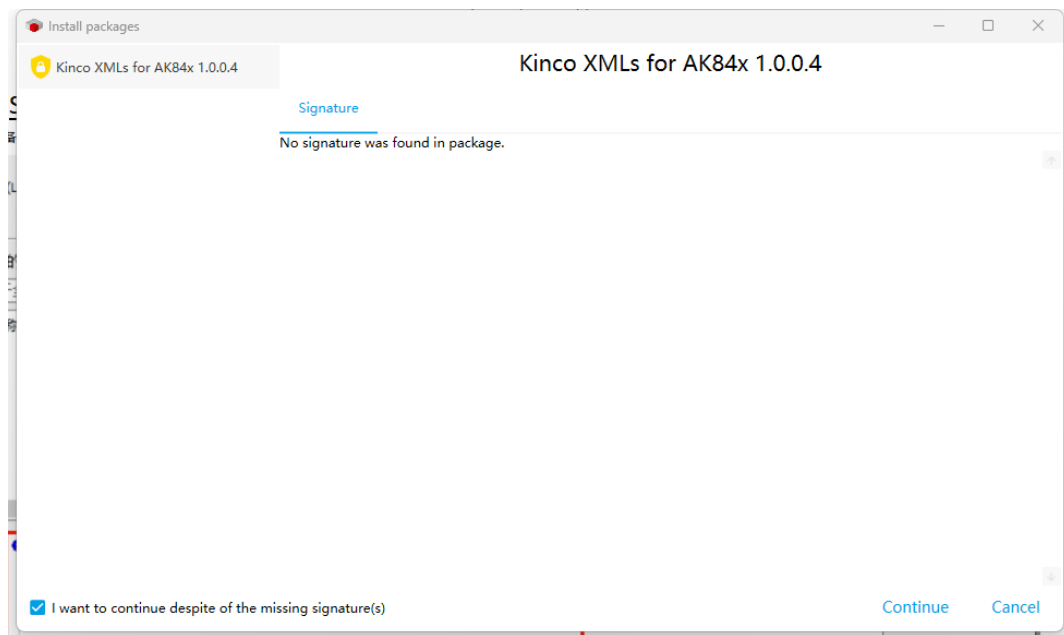 Install packages
Kinco XMLs for AK84x 1.0.0.4
Kinco XMLs for AK84x 1.0.0.4
Signature
No signature was found in package.
I want to continue despite of the missing signature(s)
Continue
Cancel